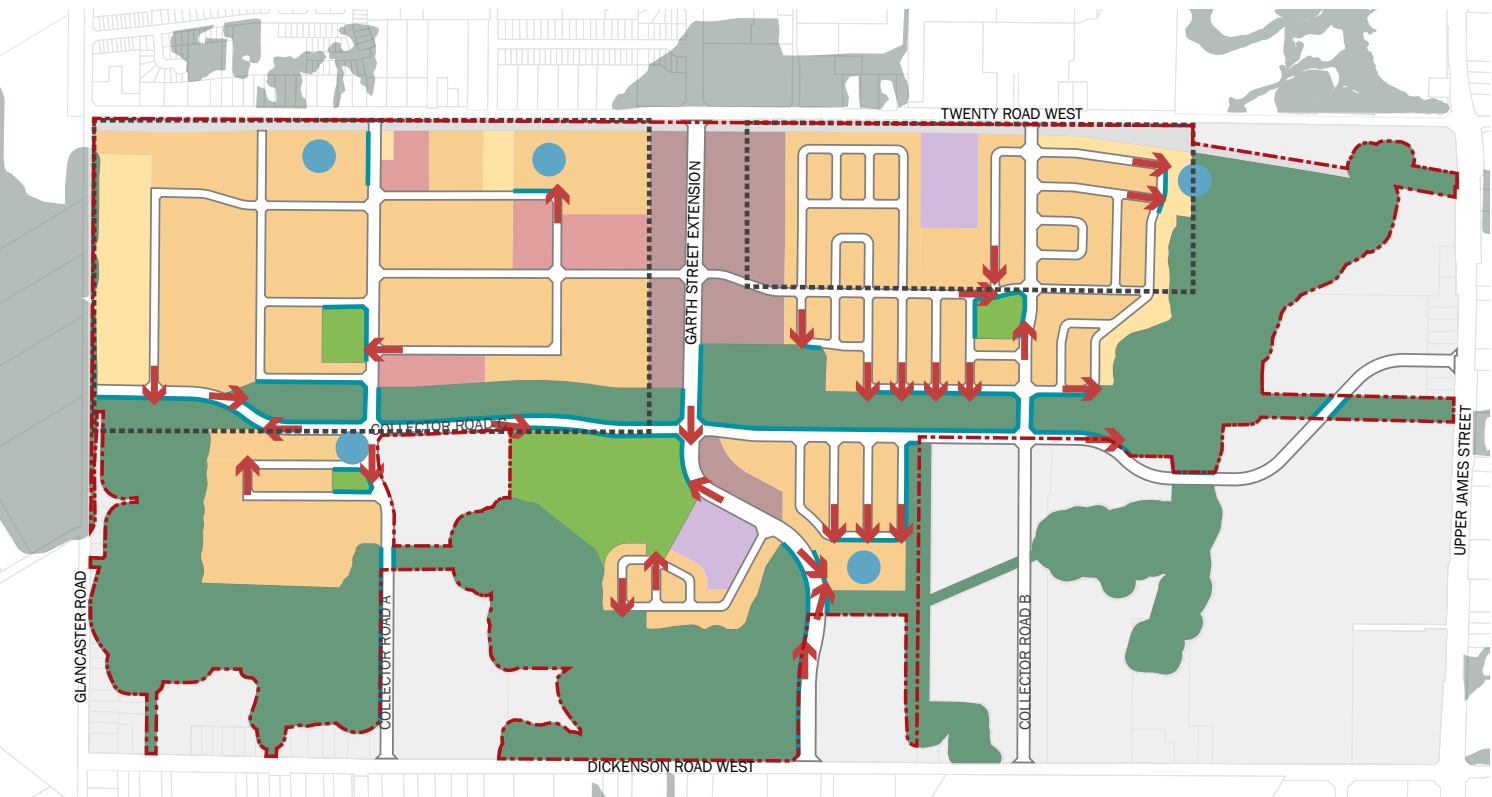 TWENTY ROAD WEST
GARTH STREET EXTENSION
COLLECTOR ROAD C
UPPER JAMES STREET
GLANCASTER ROAD
COLLECTOR ROAD A
COLLECTOR ROAD B
DICKENSON ROAD WEST